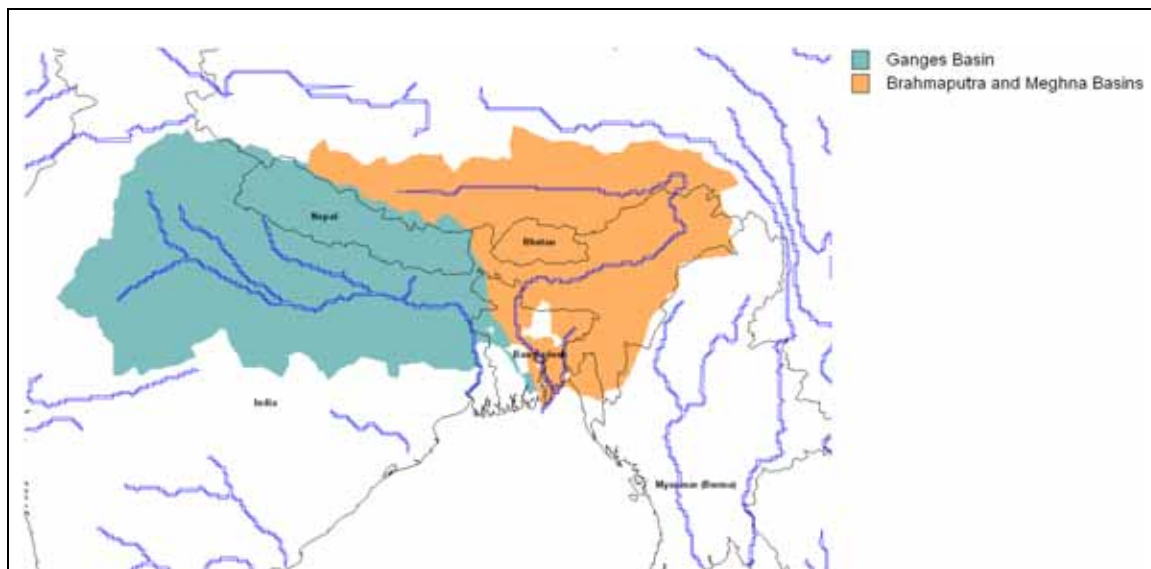 Ganges Basin
Brahmaputra and Meghna Basins
Nepal
Bhutan
Bangladesh
India
Myanmar (Burma)